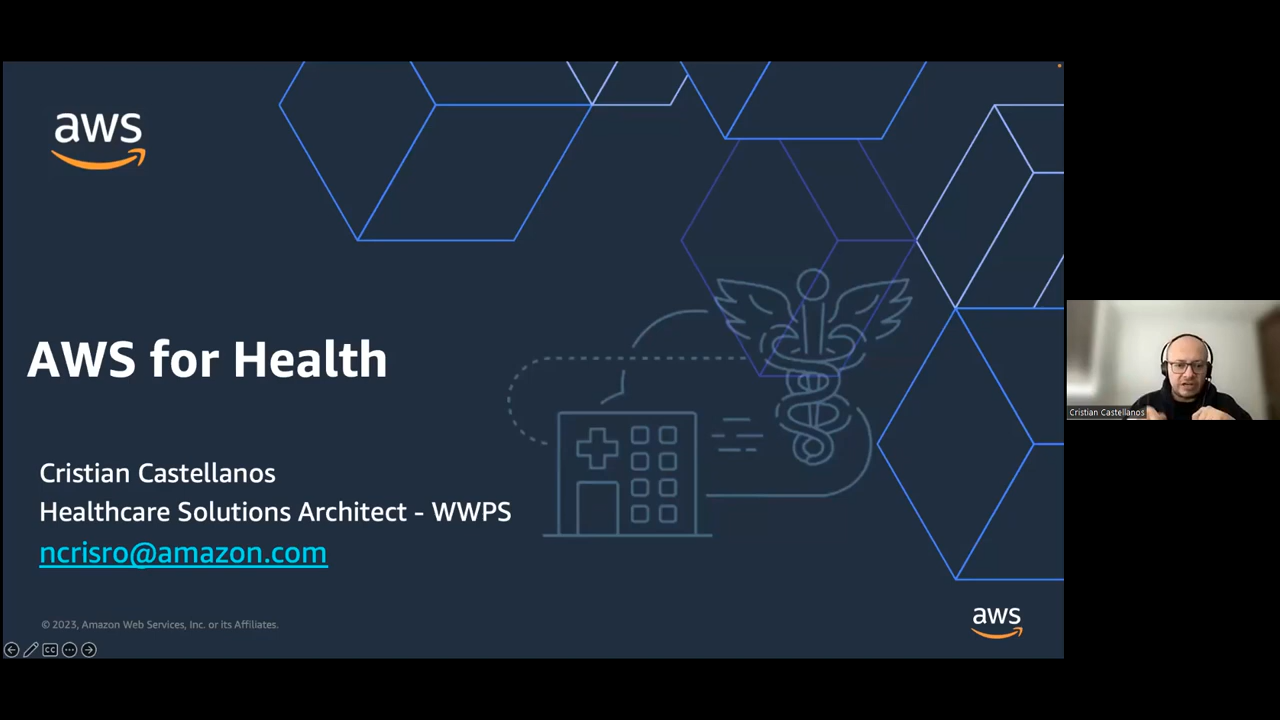 aws
AWS for Health
Cristian Castellanos
Healthcare Solutions Architect - WWPS
ncrisro@amazon.com
© 2023, Amazon Web Services, Inc. or its Affiliates.
aws
CC
Cristian Castellanos